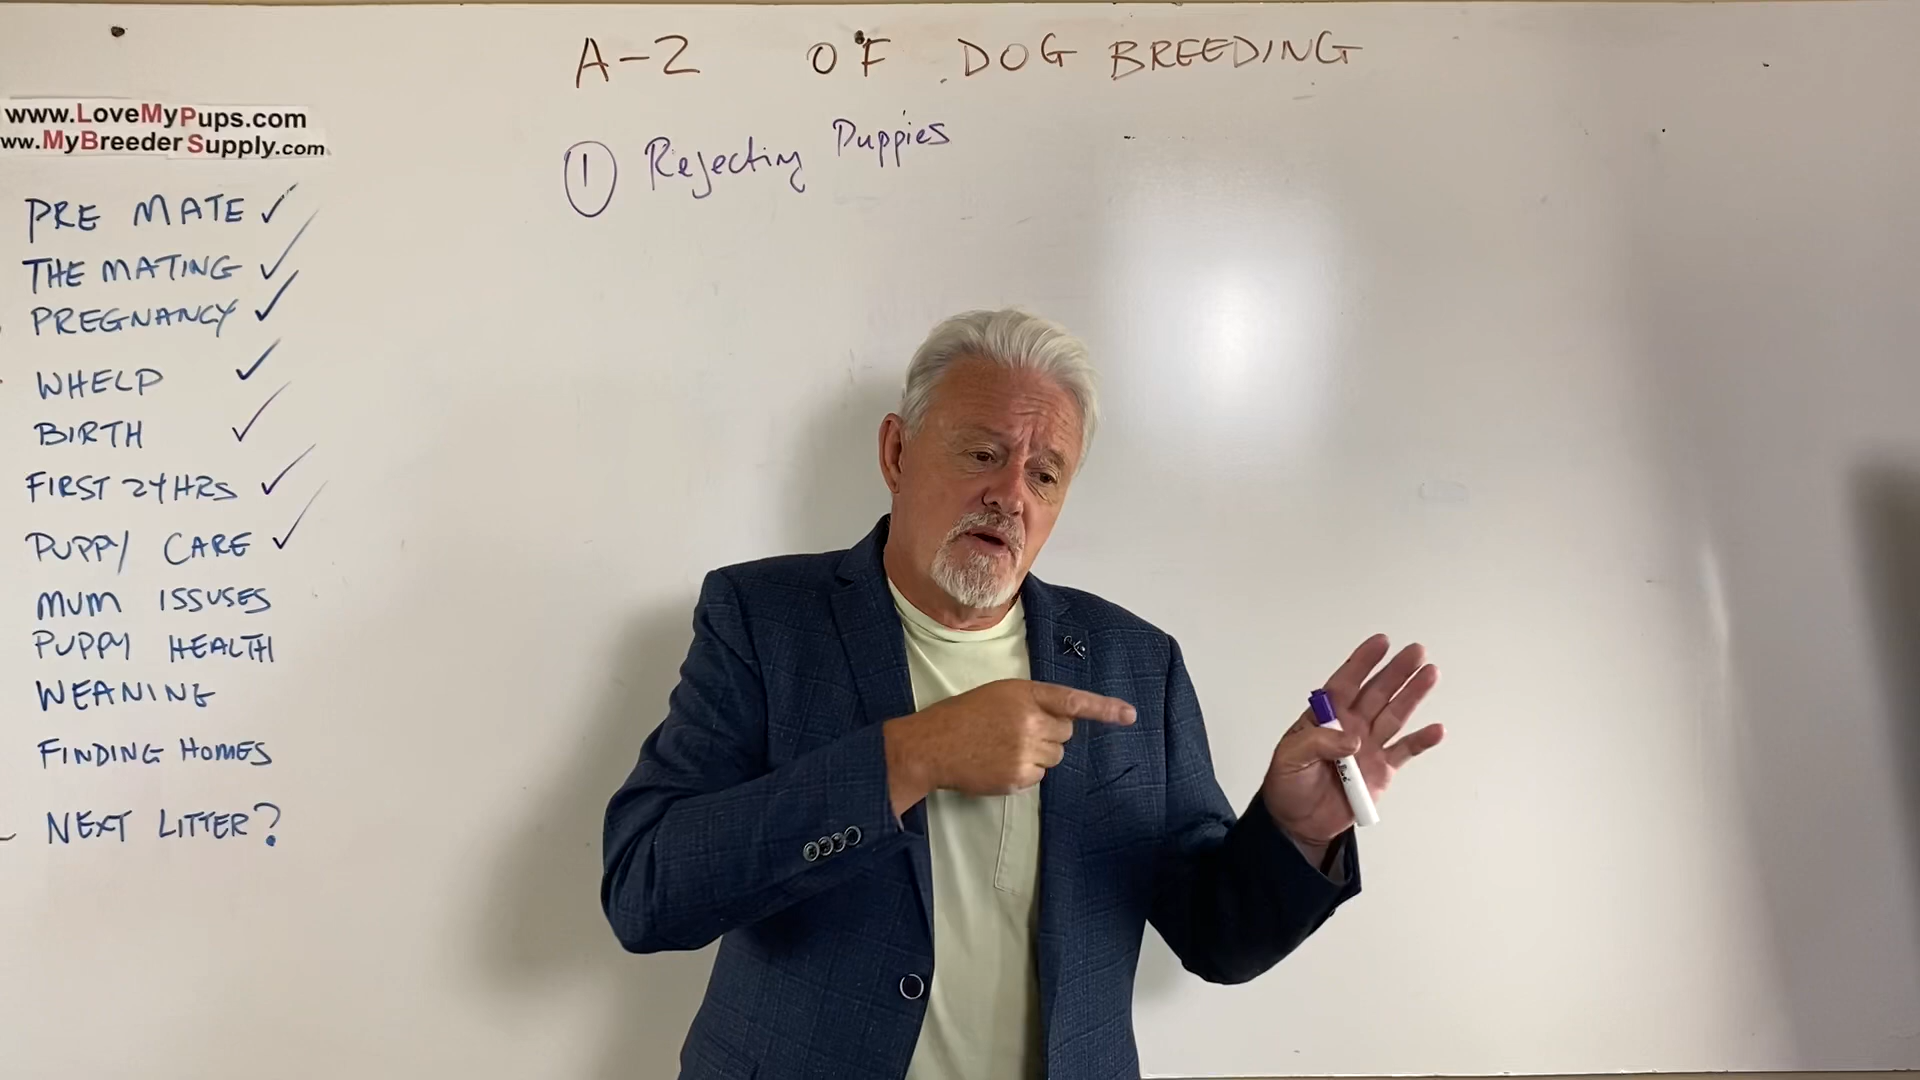 A-Z OF DOG BREEDING
www.LoveMyPups.com
ww.MyBreederSupply.com
① Rejecting Puppies
PRE MATE ✓
THE MATING ✓
PREGNANCY ✓
WHELP ✓
BIRTH ✓
FIRST 24HRS ✓
PUPPY CARE ✓
MUM ISSUSES
PUPPY HEALTH
WEANING
FINDING HOMES
NEXT LITTER?